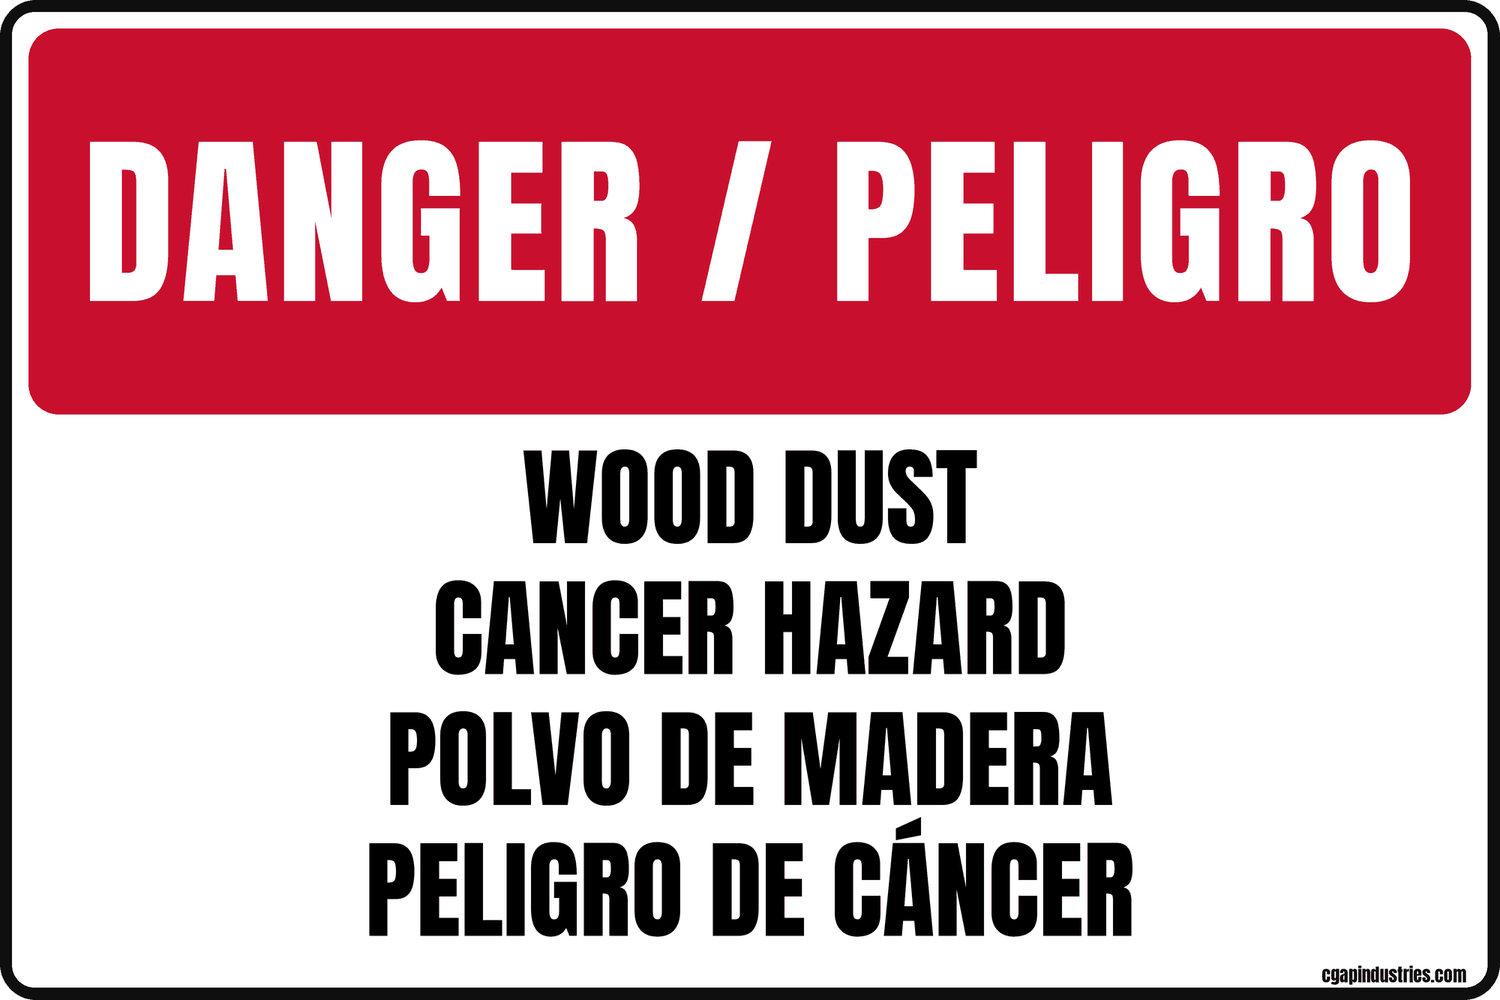 DANGER / PELIGRO
WOOD DUST
CANCER HAZARD
POLVO DE MADERA
PELIGRO DE CÁNCER
cgapindustries.com